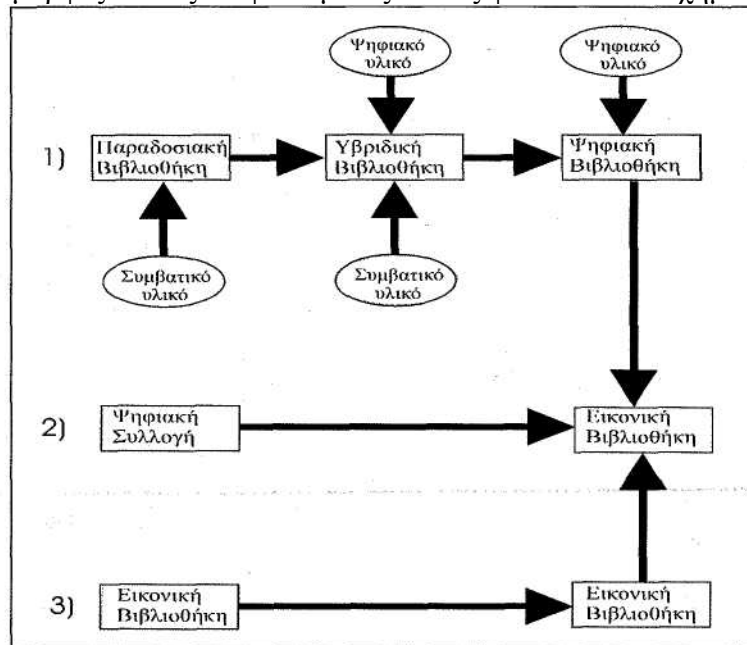 Ψηφιακό
υλικό
Ψηφιακό
υλικό
1)
Παραδοσιακή
Βιβλιοθήκη
Υβριδική
Βιβλιοθήκη
Ψηφιακή
Βιβλιοθήκη
Συμβατικό
υλικό
Συμβατικό
υλικό
2)
Ψηφιακή
Συλλογή
Εικονική
Βιβλιοθήκη
3)
Εικονική
Βιβλιοθήκη
Εικονική
Βιβλιοθήκη